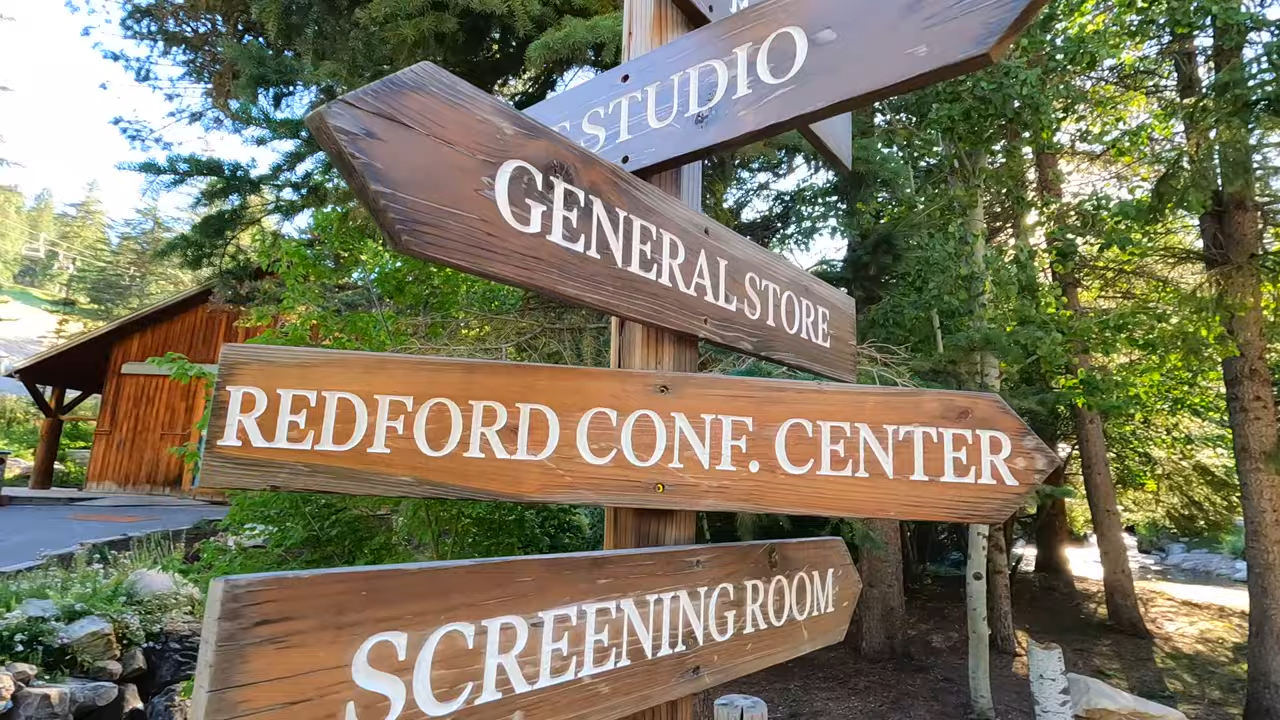 STUDIO
GENERAL STORE
REDFORD CONF. CENTER
SCREENING ROOM